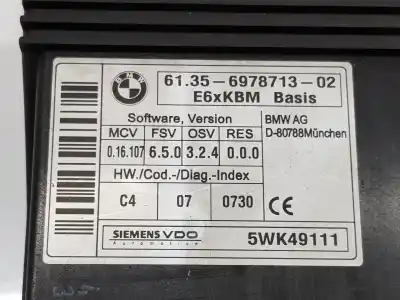 BMW
61.35-6978713-02
E6xKBM Basis
Software, Version
MCV FSV OSV RES
0.16.107 6.5.0 3.2.4 0.0.0
HW./Cod.-/Diag.-Index
C4 07 0730
BMW AG
D-80788München
CE
SIEMENS VDO
Automotive
5WK49111